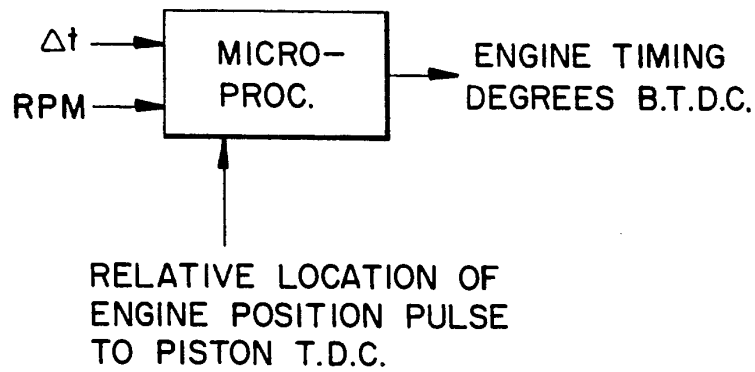 Δt
RPM
MICRO-
PROC.
ENGINE TIMING
DEGREES B.T.D.C.
RELATIVE LOCATION OF
ENGINE POSITION PULSE
TO PISTON T.D.C.